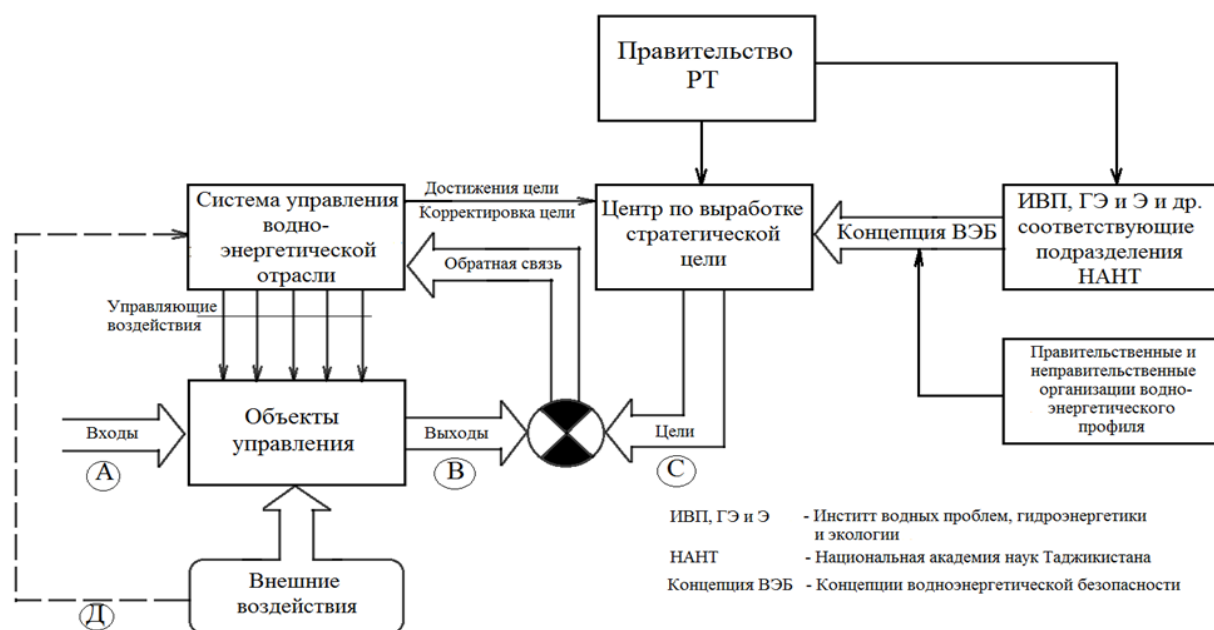 Правительство
РТ
Система управления
водно-
энергетической
отрасли
Достижения цели
Корректировка цели
Обратная связь
Центр по выработке
стратегической
цели
Концепция ВЭБ
ИВП, ГЭ и Э и др.
соответствующие
подразделения
НАНТ
Управляющие
воздействия
Правительственные и
неправительственные
организации водно-
энергетического
профиля
Объекты
управления
Входы
А
Выходы
В
Цели
С
Внешние
воздействия
Д
ИВП, ГЭ и Э - Инститт водных проблем, гидроэнергетики
и экологии
НАНТ - Национальная академия наук Таджикистана
Концепция ВЭБ - Концепции водноэнергетической безопасности